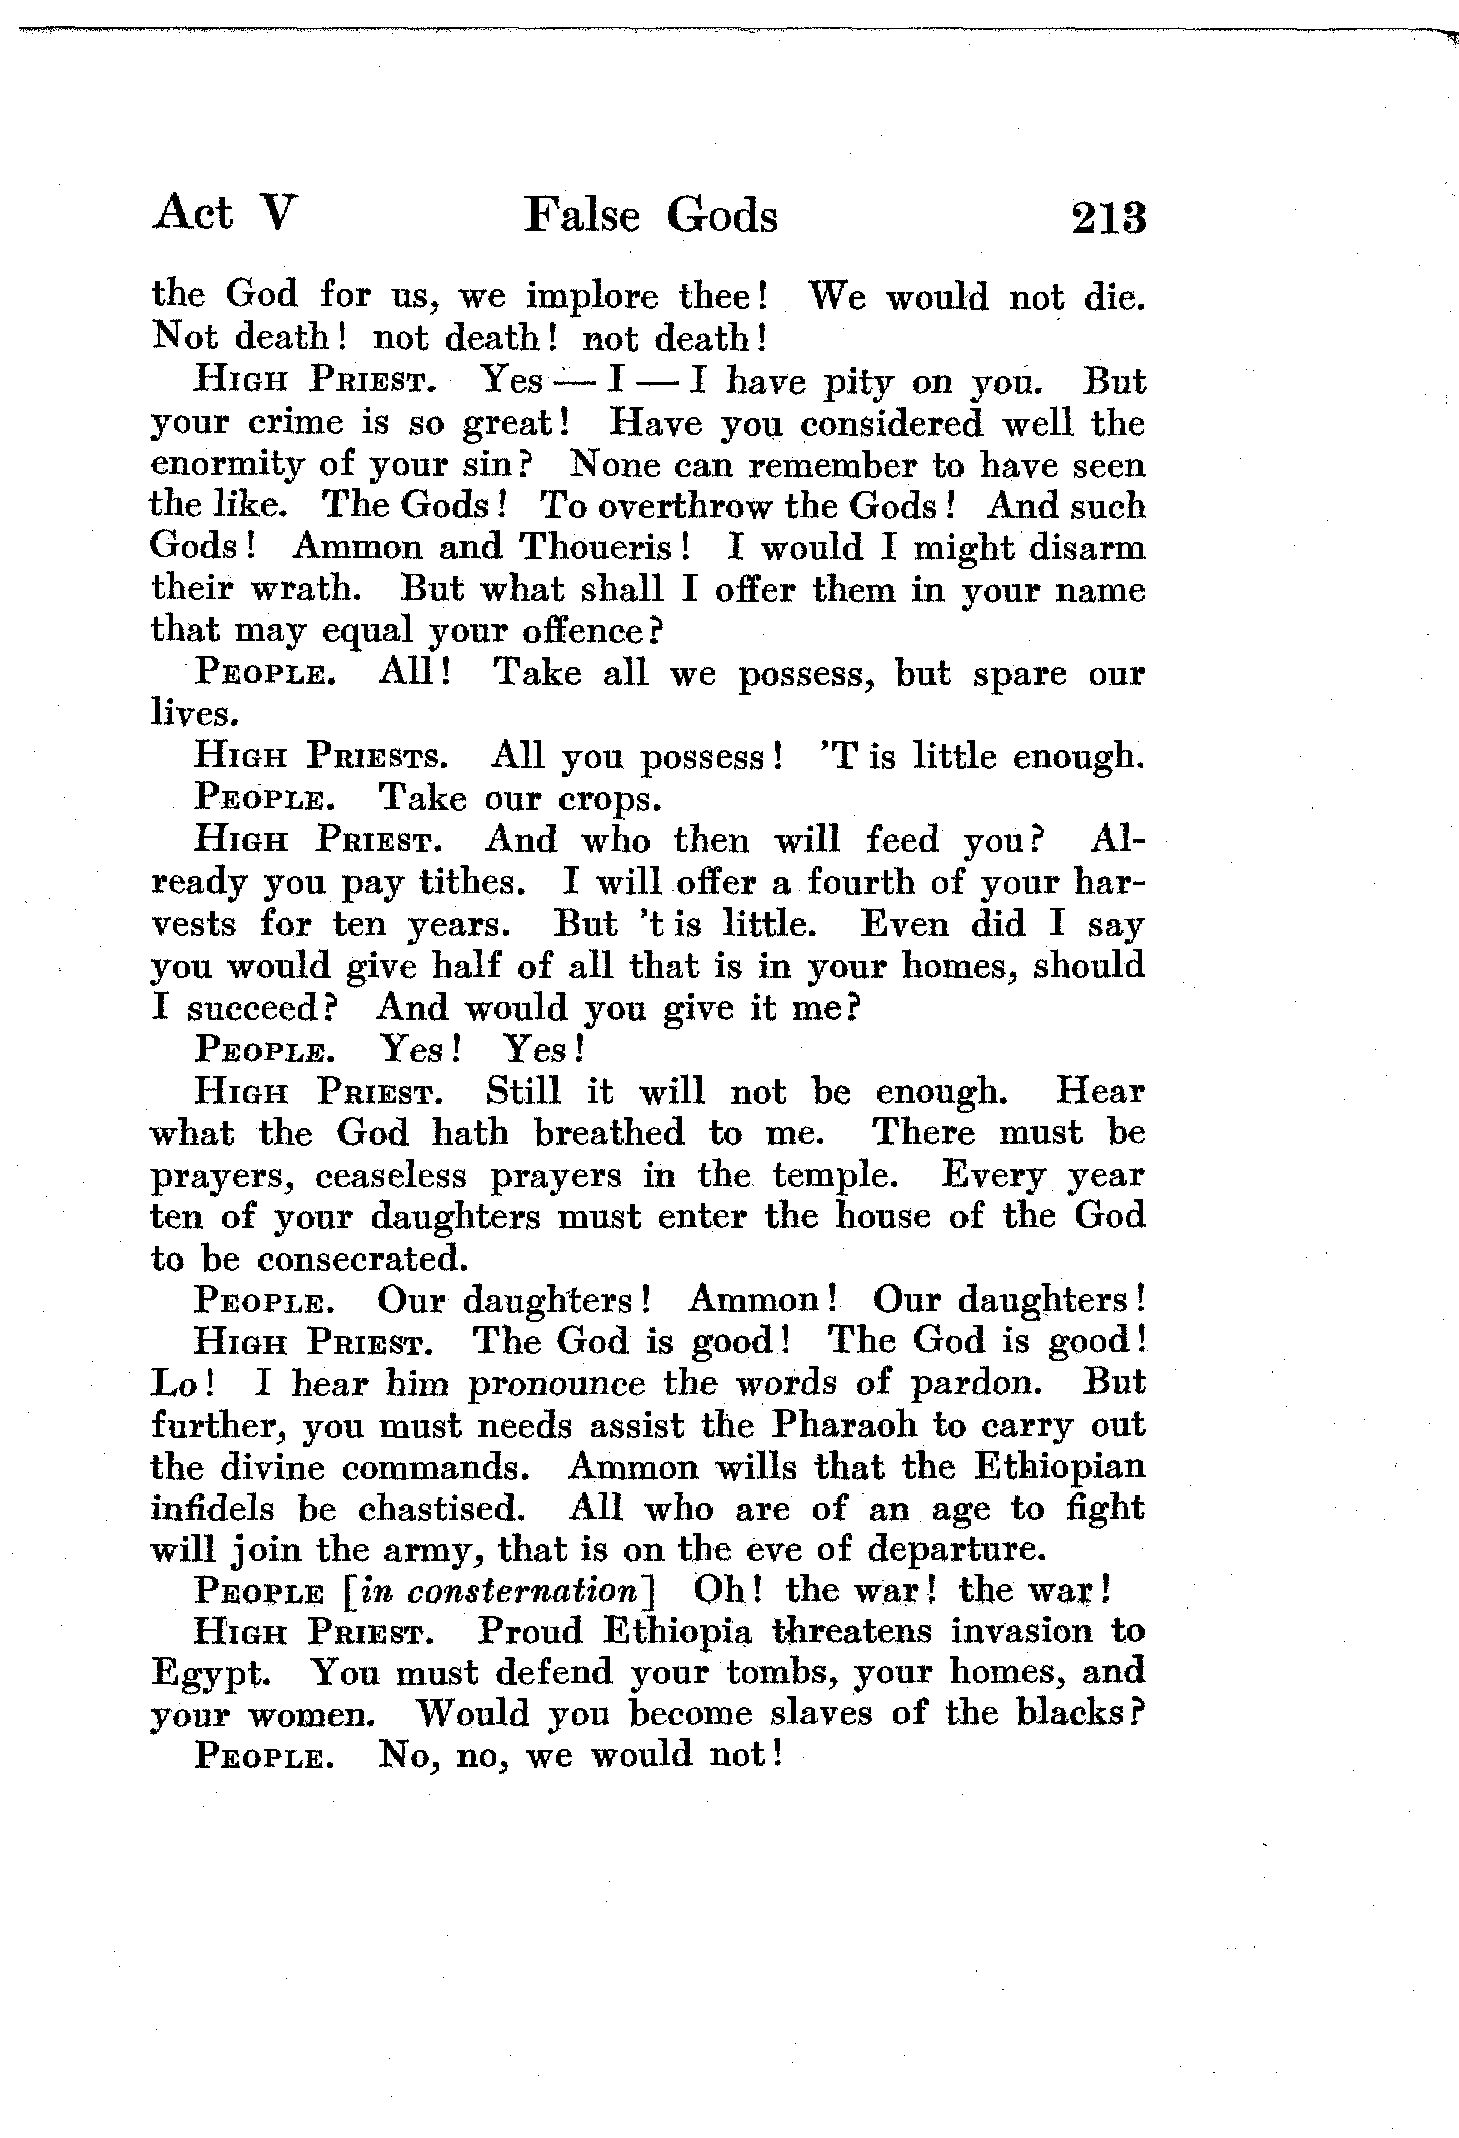 Act V False Gods 213
the God for us, we implore thee! We would not die.
Not death! not death! not death!
High Priest. Yes — I — I have pity on you. But
your crime is so great! Have you considered well the
enormity of your sin? None can remember to have seen
the like. The Gods! To overthrow the Gods! And such
Gods! Ammon and Thoueris! I would I might disarm
their wrath. But what shall I offer them in your name
that may equal your offence?
People. All! Take all we possess, but spare our
lives.
High Priests. All you possess! 'T is little enough.
People. Take our crops.
High Priest. And who then will feed you? Al-
ready you pay tithes. I will offer a fourth of your har-
vests for ten years. But 't is little. Even did I say
you would give half of all that is in your homes, should
I succeed? And would you give it me?
People. Yes! Yes!
High Priest. Still it will not be enough. Hear
what the God hath breathed to me. There must be
prayers, ceaseless prayers in the temple. Every year
ten of your daughters must enter the house of the God
to be consecrated.
People. Our daughters! Ammon! Our daughters!
High Priest. The God is good! The God is good!
Lo! I hear him pronounce the words of pardon. But
further, you must needs assist the Pharaoh to carry out
the divine commands. Ammon wills that the Ethiopian
infidels be chastised. All who are of an age to fight
will join the army, that is on the eve of departure.
People [in consternation] Oh! the war! the war!
High Priest. Proud Ethiopia threatens invasion to
Egypt. You must defend your tombs, your homes, and
your women. Would you become slaves of the blacks?
People. No, no, we would not!